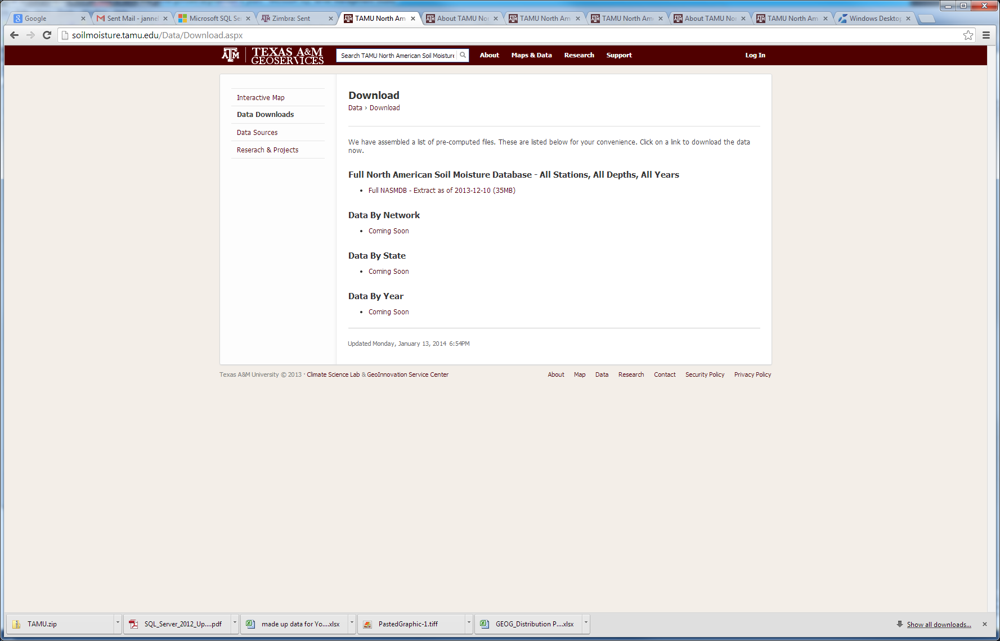 Google
Sent Mail - janne
Microsoft SQL Se
Zimbra: Sent
TAMU North Am
About TAMU No
TAMU North Am
TAMU North Am
About TAMU No
TAMU North Am
Windows Desktop
soilmoisture.tamu.edu/Data/Download.aspx
ATM TEXAS A&M GEOSERVICES
Search TAMU North American Soil Moisture
About
Maps & Data
Research
Support
Log In
Interactive Map
Data Downloads
Data Sources
Reserach & Projects
Download
Data › Download
We have assembled a list of pre-computed files. These are listed below for your convenience. Click on a link to download the data
now.
Full North American Soil Moisture Database - All Stations, All Depths, All Years
• Full NASMDB - Extract as of 2013-12-10 (35MB)
Data By Network
• Coming Soon
Data By State
• Coming Soon
Data By Year
• Coming Soon
Updated Monday, January 13, 2014 6:54PM
Texas A&M University © 2013 · Climate Science Lab & GeoInnovation Service Center
About
Map
Data
Research
Contact
Security Policy
Privacy Policy
TAMU.zip
SQL_Server_2012_Up....pdf
made up data for Yo....xlsx
PastedGraphic-1.tiff
GEOG_Distribution P....xlsx
Show all downloads...